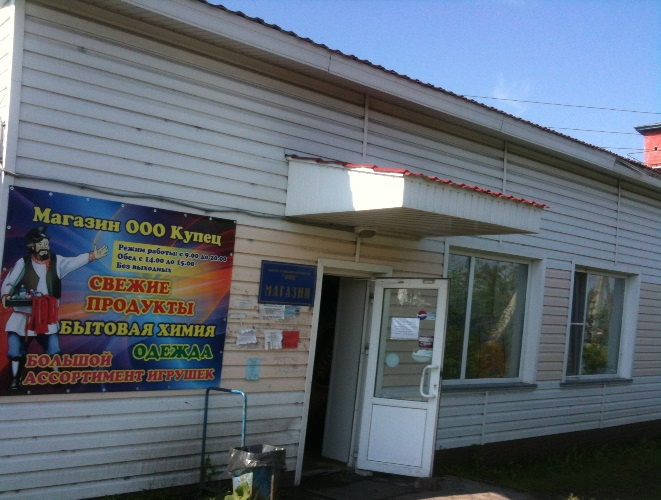 Магазин ООО Купец
Режим работы: с 9.00 до 20.00
Обед с 14.00 до 15.00
Без выходных
СВЕЖИЕ
ПРОДУКТЫ
БЫТОВАЯ ХИМИЯ
ОДЕЖДА
БОЛЬШОЙ
АССОРТИМЕНТ ИГРУШЕК
МАГАЗИН